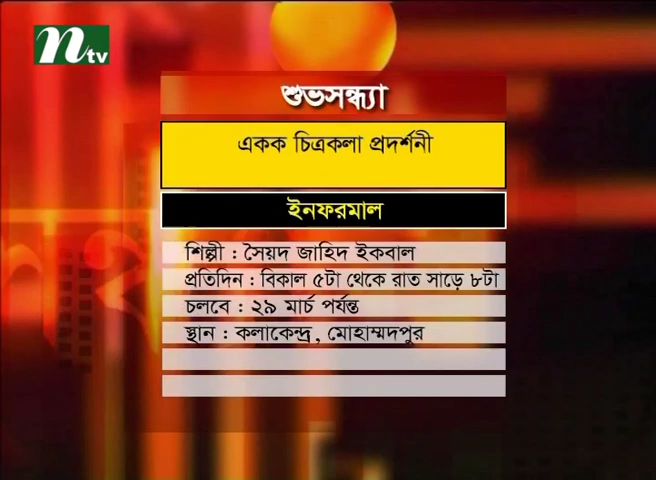 ntv
শুভসন্ধ্যা
একক চিত্রকলা প্রদর্শনী
ইনফরমাল
শিল্পী : সৈয়দ জাহিদ ইকবাল
প্রতিদিন : বিকাল ৫টা থেকে রাত সাড়ে ৮টা
চলবে : ২৯ মার্চ পর্যন্ত
স্থান : কলাকেন্দ্র, মোহাম্মদপুর